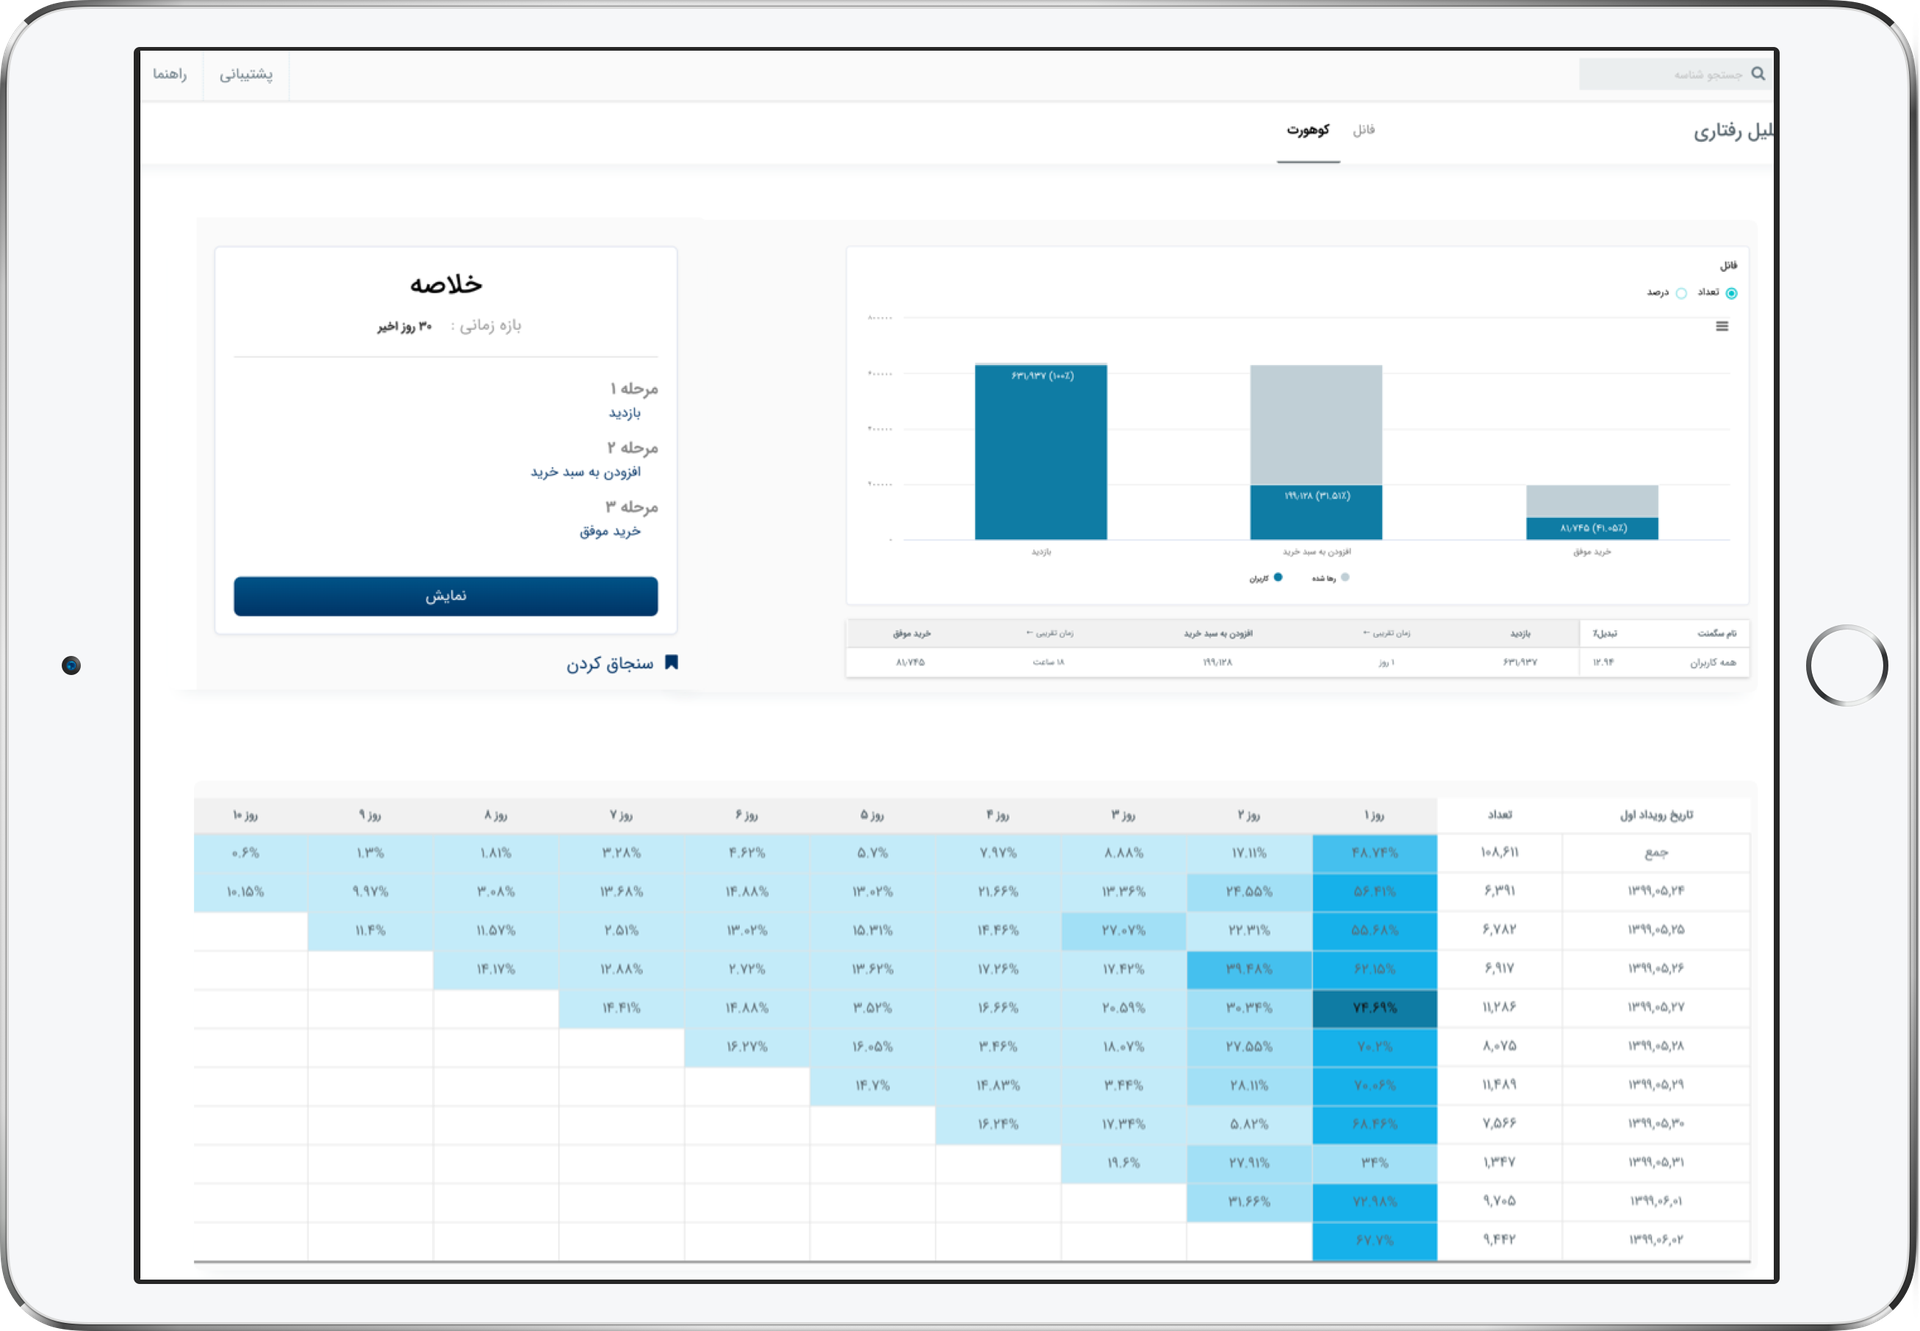 جستجو شناسه
پشتیبانی
راهنما
لیل رفتاری
فانل
کوهورت
فانل
تعداد درصد
۸۰۰۰۰۰
۶۰۰۰۰۰
۴۰۰۰۰۰
۲۰۰۰۰۰
۰
۶۳۱٫۹۳۷ (۱۰۰٪)
۱۹۹٫۱۲۸ (۳۱.۵۱٪)
۸۱٫۷۴۵ (۴۱.۰۵٪)
بازدید
افزودن به سبد خرید
خرید موفق
رها شده
کاربران
نام سگمنت تبدیل٪ بازدید زمان تقریبی ← افزودن به سبد خرید زمان تقریبی ← خرید موفق
همه کاربران ۱۲.۹۴ ۶۳۱٫۹۳۷ ۱ روز ۱۹۹٫۱۲۸ ۱۸ ساعت ۸۱٫۷۴۵
خلاصه
بازه زمانی : ۳۰ روز اخیر
مرحله ۱
بازدید
مرحله ۲
افزودن به سبد خرید
مرحله ۳
خرید موفق
نمایش
سنجاق کردن
تاریخ رویداد اول تعداد روز ۱ روز ۲ روز ۳ روز ۴ روز ۵ روز ۶ روز ۷ روز ۸ روز ۹ روز ۱۰
جمع ۱۰۸,۶۱۱ ۴۸.۷۴% ۱۷.۱۱% ۸.۸۸% ۷.۹۷% ۵.۷% ۴.۶۲% ۳.۲۸% ۱.۸۱% ۱.۳% ۰.۶%
۱۳۹۹,۰۵,۲۴ ۶,۳۹۱ ۵۶.۴۱% ۲۴.۵۵% ۱۳.۳۶% ۲۱.۶۶% ۱۳.۰۲% ۱۴.۸۸% ۱۳.۶۸% ۳.۰۸% ۹.۹۷% ۱۰.۱۵%
۱۳۹۹,۰۵,۲۵ ۶,۷۸۲ ۵۵.۶۸% ۲۲.۳۱% ۲۷.۰۷% ۱۴.۴۶% ۱۵.۳۱% ۱۳.۰۲% ۲.۵۱% ۱۱.۵۷% ۱۱.۴%
۱۳۹۹,۰۵,۲۶ ۶,۹۱۷ ۶۲.۱۵% ۳۹.۴۸% ۱۷.۴۲% ۱۷.۲۶% ۱۳.۶۲% ۲.۷۲% ۱۲.۸۸% ۱۴.۱۷%
۱۳۹۹,۰۵,۲۷ ۱۱,۲۸۶ ۷۴.۶۹% ۳۰.۳۴% ۲۰.۵۹% ۱۶.۶۶% ۳.۵۲% ۱۴.۸۸% ۱۴.۴۱%
۱۳۹۹,۰۵,۲۸ ۸,۰۷۵ ۷۰.۲% ۲۷.۵۵% ۱۸.۰۷% ۳.۴۶% ۱۶.۰۵% ۱۶.۲۷%
۱۳۹۹,۰۵,۲۹ ۱۱,۴۸۹ ۷۰.۰۶% ۲۸.۱۱% ۳.۴۴% ۱۴.۸۳% ۱۴.۷%
۱۳۹۹,۰۵,۳۰ ۷,۵۶۶ ۶۸.۴۶% ۵.۸۲% ۱۷.۳۴% ۱۶.۲۴%
۱۳۹۹,۰۵,۳۱ ۱,۳۴۷ ۳۴% ۲۷.۹۱% ۱۹.۶%
۱۳۹۹,۰۶,۰۱ ۹,۷۰۵ ۷۲.۹۸% ۳۱.۶۶%
۱۳۹۹,۰۶,۰۲ ۹,۴۴۲ ۶۷.۷%